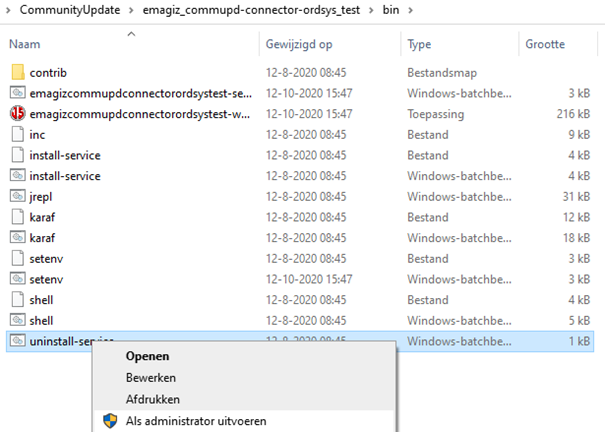 CommunityUpdate > emagiz_commupd-connector-ordsys_test > bin >
Naam Gewijzigd op Type Grootte
contrib 12-8-2020 08:45 Bestandsmap
emagizcommupdconnectorordsystest-se... 12-10-2020 15:47 Windows-batchbe... 3 kB
emagizcommupdconnectorordsystest-w... 12-8-2020 08:45 Toepassing 216 kB
inc 12-8-2020 08:45 Bestand 9 kB
install-service 12-8-2020 08:45 Bestand 4 kB
install-service 12-8-2020 08:45 Windows-batchbe... 4 kB
jrepl 12-8-2020 08:45 Windows-batchbe... 31 kB
karaf 12-8-2020 08:45 Bestand 12 kB
karaf 12-8-2020 08:45 Windows-batchbe... 18 kB
setenv 12-8-2020 08:45 Bestand 3 kB
setenv 12-10-2020 15:47 Windows-batchbe... 3 kB
shell 12-8-2020 08:45 Bestand 4 kB
shell 12-8-2020 08:45 Windows-batchbe... 5 kB
uninstall-service 12-8-2020 08:45 Windows-batchbe... 1 kB
Openen
Bewerken
Afdrukken
Als administrator uitvoeren